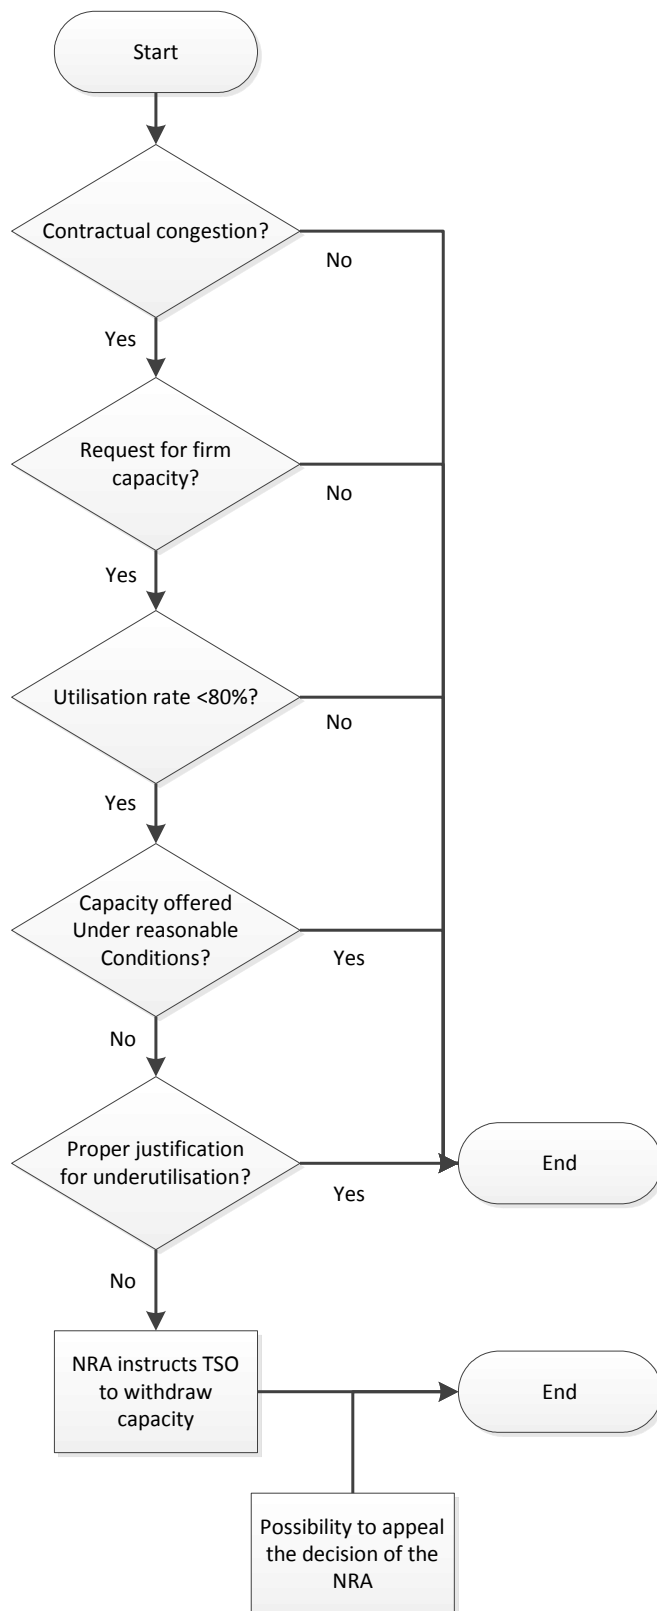 Start
Contractual congestion?
No
Yes
Request for firm
capacity?
No
Yes
Utilisation rate <80%?
No
Yes
Capacity offered
Under reasonable
Conditions?
Yes
No
Proper justification
for underutilisation?
Yes
End
No
NRA instructs TSO
to withdraw
capacity
End
Possibility to appeal
the decision of the
NRA